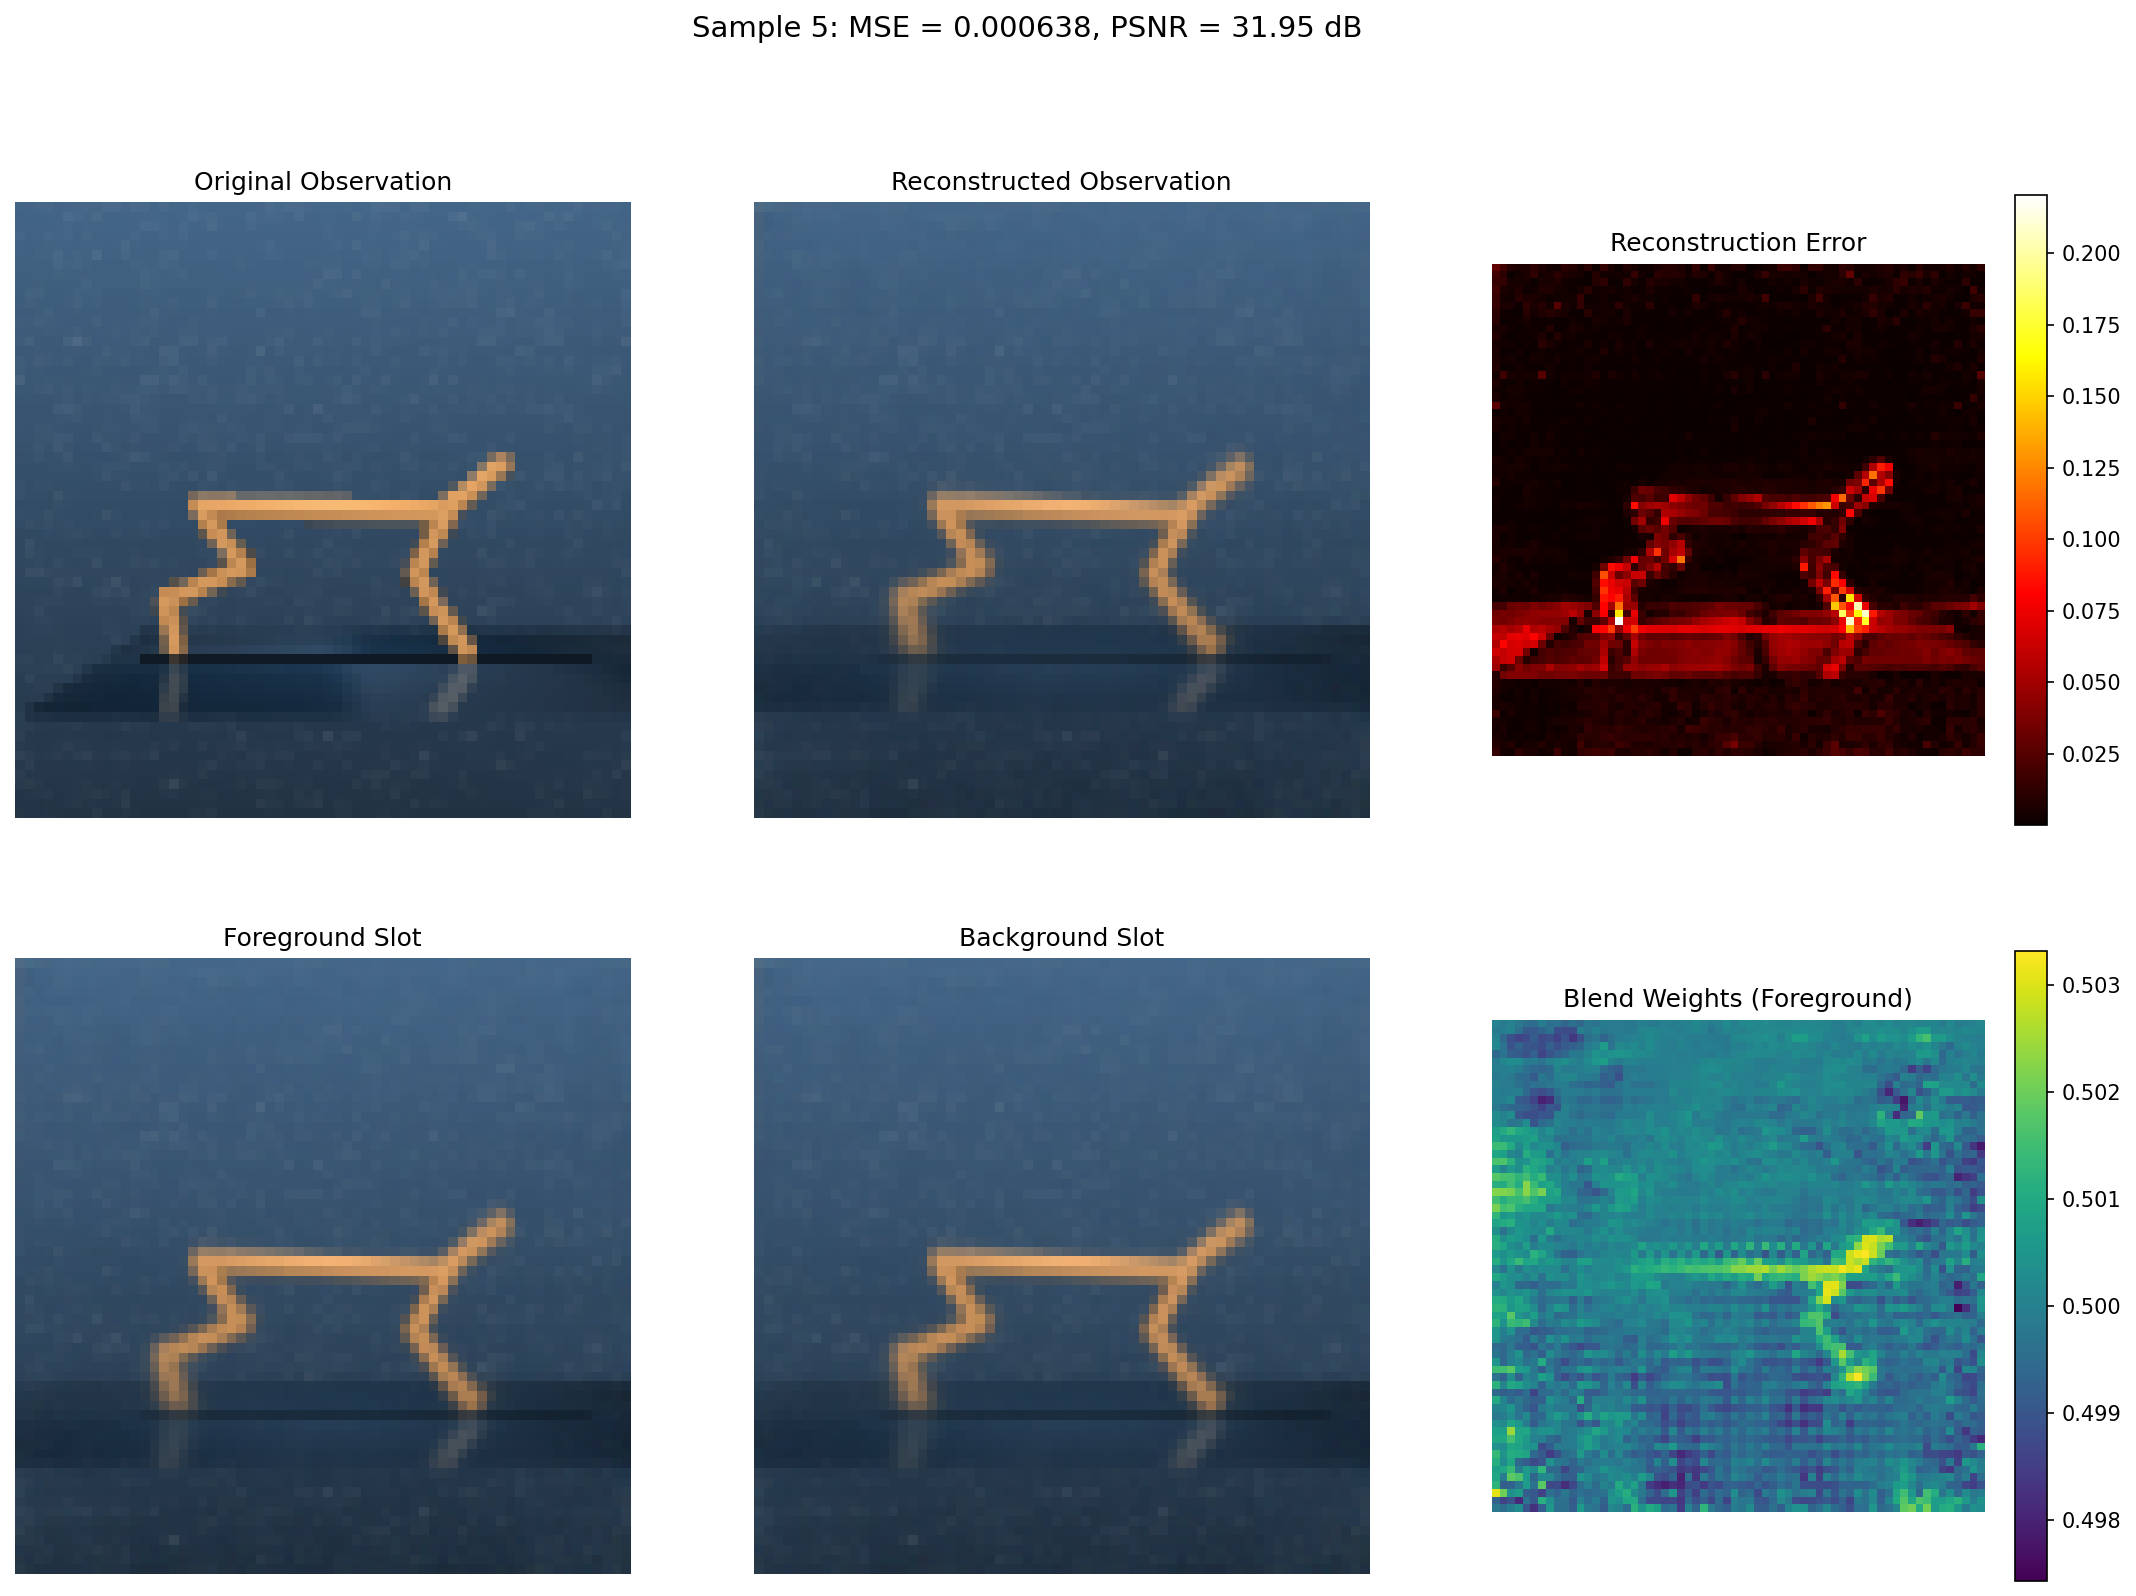 Sample 5: MSE = 0.000638, PSNR = 31.95 dB
Original Observation
Reconstructed Observation
Reconstruction Error
0.200
0.175
0.150
0.125
0.100
0.075
0.050
0.025
Foreground Slot
Background Slot
Blend Weights (Foreground)
0.503
0.502
0.501
0.500
0.499
0.498